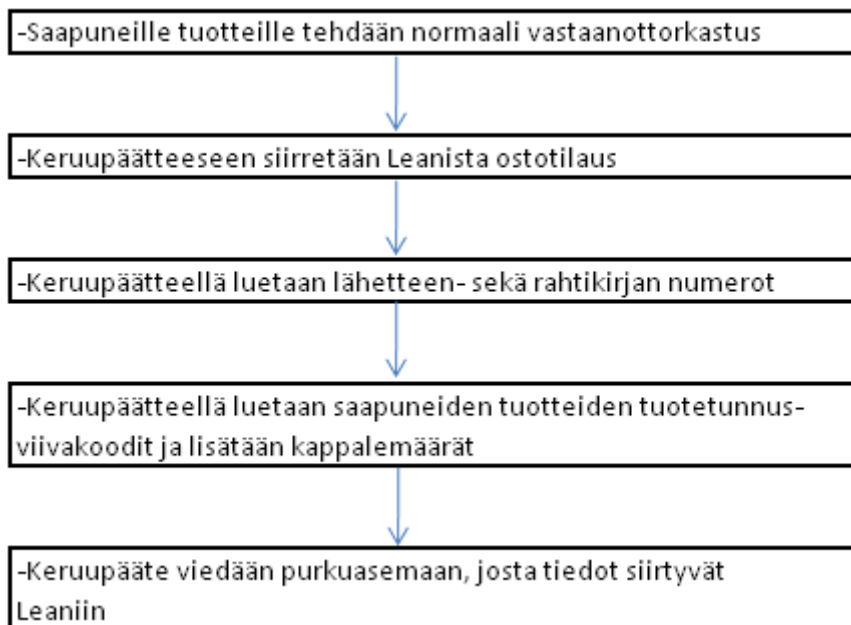 -Saapuneille tuotteille tehdään normaali vastaanottorkastus
-Keruupäätteeseen siirretään Leanista ostotilaus
-Keruupäätteellä luetaan lähetteen- sekä rahtikirjan numerot
-Keruupäätteellä luetaan saapuneiden tuotteiden tuotetunnus-
viivakoodit ja lisätään kappalemäärät
-Keruupääte viedään purkuasemaan, josta tiedot siirtyvät
Leaniin